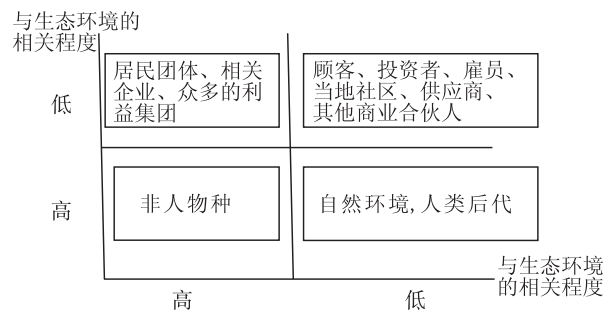 与生态环境的
相关程度
居民团体、相关
企业、众多的利
益集团
顾客、投资者、雇员、
当地社区、供应商、
其他商业合伙人
低
非人物种
自然环境,人类后代
高
与生态环境
的相关程度
高
低